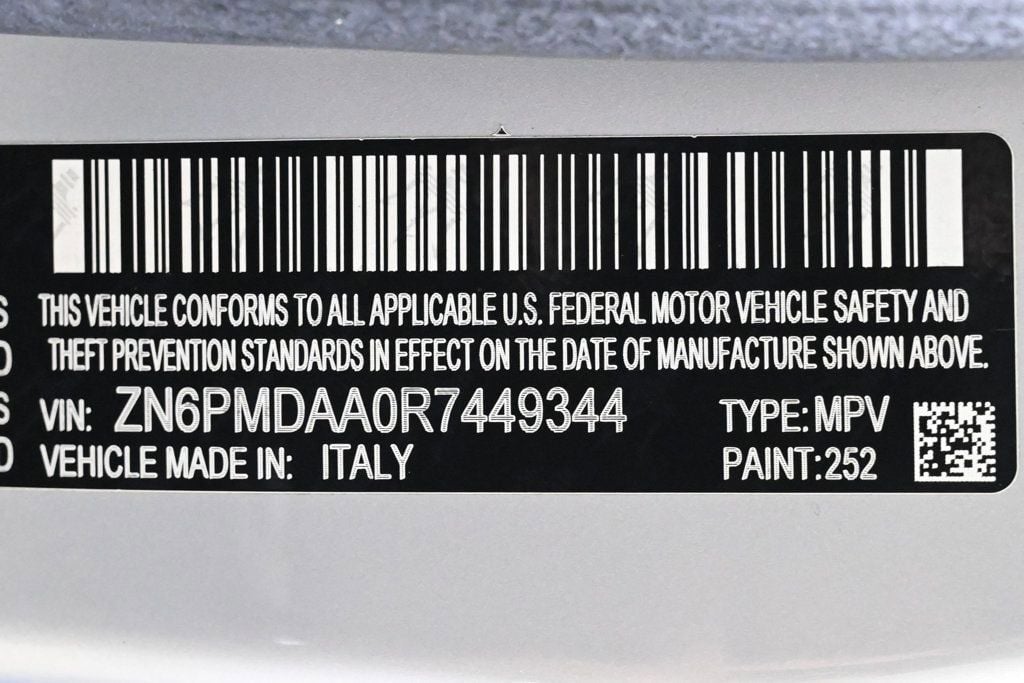 S
THIS VEHICLE CONFORMS TO ALL APPLICABLE U.S. FEDERAL MOTOR VEHICLE SAFETY AND
THEFT PREVENTION STANDARDS IN EFFECT ON THE DATE OF MANUFACTURE SHOWN ABOVE.
S
VIN: ZN6PMDAA0R7449344 TYPE: MPV
VEHICLE MADE IN: ITALY PAINT: 252